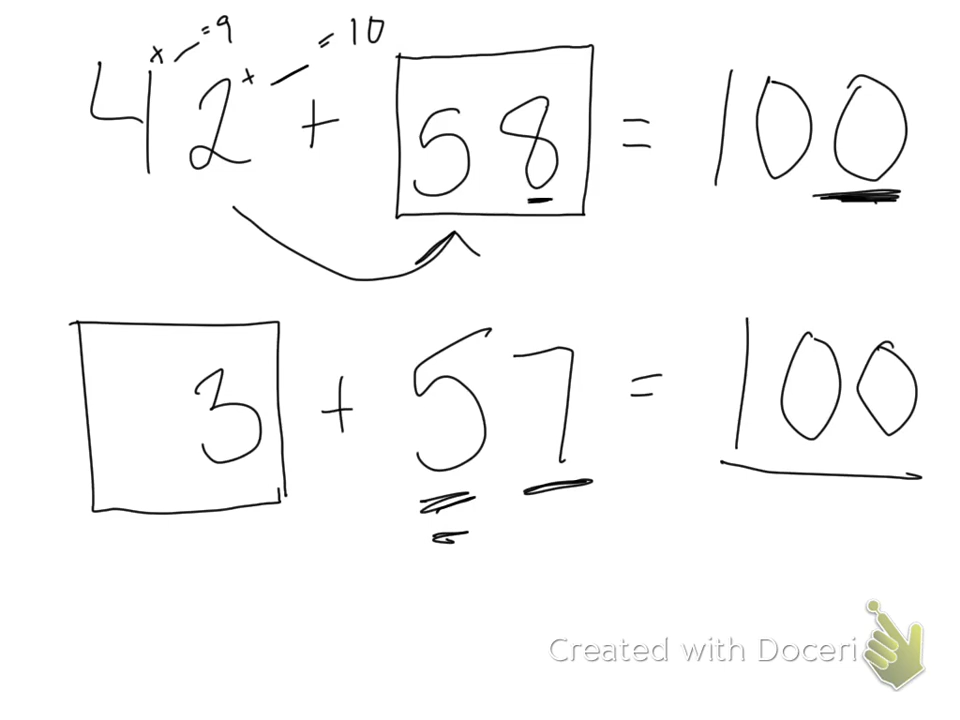 + _ = 9
+ _ = 10
42 + 58 = 100
3 + 57 = 100
Created with Doceri